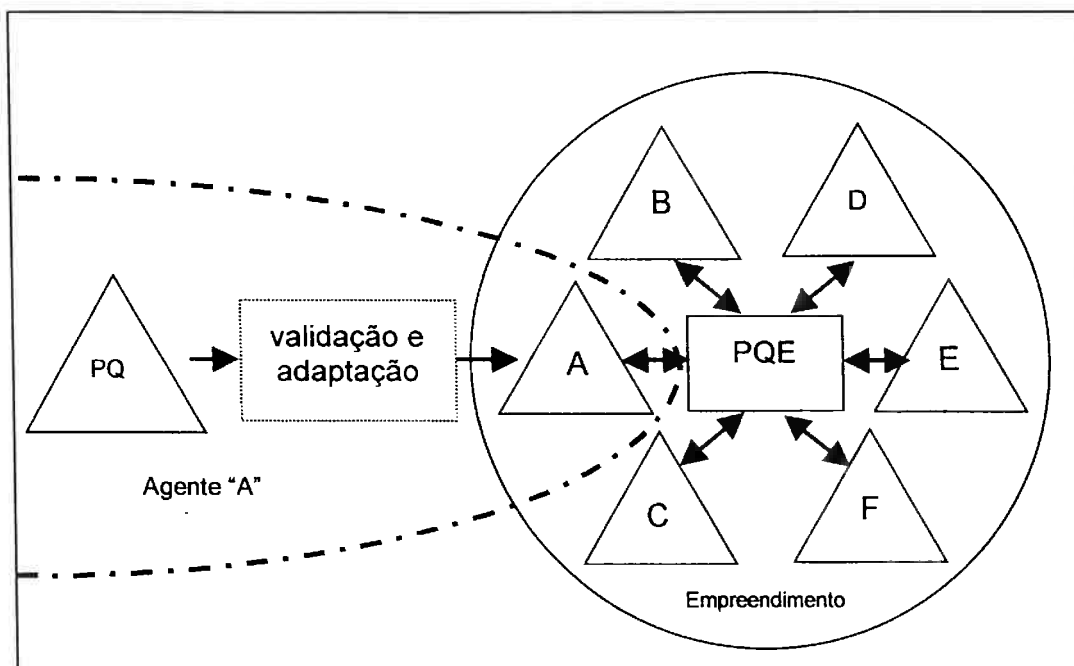 B
D
PQ
validação e
adaptação
A
PQE
E
Agente “A”
C
F
Empreendimento